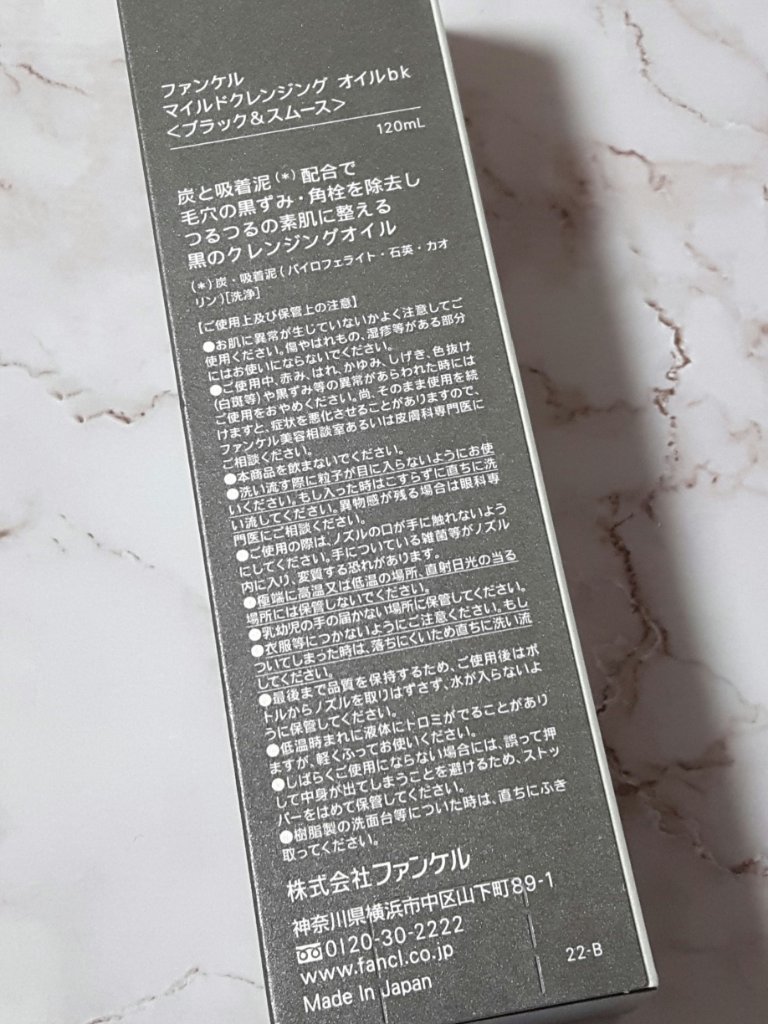 ファンケル
マイルドクレンジング オイルbk
<ブラック&スムース>
120mL
炭と吸着泥(*)配合で
毛穴の黒ずみ・角栓を除去し
つるつるの素肌に整える
黒のクレンジングオイル
(*)炭・吸着泥(パイロフェライト・石英・カオ
リン)[洗浄]
【ご使用上及び保管上の注意】
●お肌に異常が生じていないかよく注意してご
使用ください。傷やはれもの、湿疹等がある部分
にはお使いにならないでください。
●ご使用中、赤み、はれ、かゆみ、しげき、色抜け
(白斑等)や黒ずみ等の異常があらわれた時には
ご使用をおやめください。尚、そのまま使用を続
けますと、症状を悪化させることがありますので、
ファンケル美容相談室あるいは皮膚科専門医に
ご相談ください。
●本商品を飲まないでください。
●洗い流す際に粒子が目に入らないようにお使
いください。もし入った時はこすらずに直ちに洗
い流してください。異物感が残る場合は眼科専
門医にご相談ください。
●ご使用の際は、ノズルの口が手に触れないよう
にしてください。手についている雑菌等がノズル
内に入り、変質する恐れがあります。
●極端に高温又は低温の場所、直射日光の当る
場所には保管しないでください。
●乳幼児の手の届かない場所に保管してください。
●衣服等につかないようにご注意ください。もし
ついてしまった時は、落ちにくいため直ちに洗い流
してください。
●最後まで品質を保持するため、ご使用後はボ
トルからノズルを取りはずさず、水が入らないよ
うに保管してください。
●低温時まれに液体にトロミがでることがあり
ますが、軽くふってお使いください。
●しばらくご使用にならない場合には、誤って押
して中身が出てしまうことを避けるため、ストッ
パーをはめて保管してください。
●樹脂製の洗面台等についた時は、直ちにふき
取ってください。
株式会社ファンケル
神奈川県横浜市中区山下町89-1
0120-30-2222
www.fancl.co.jp
Made In Japan
22-B